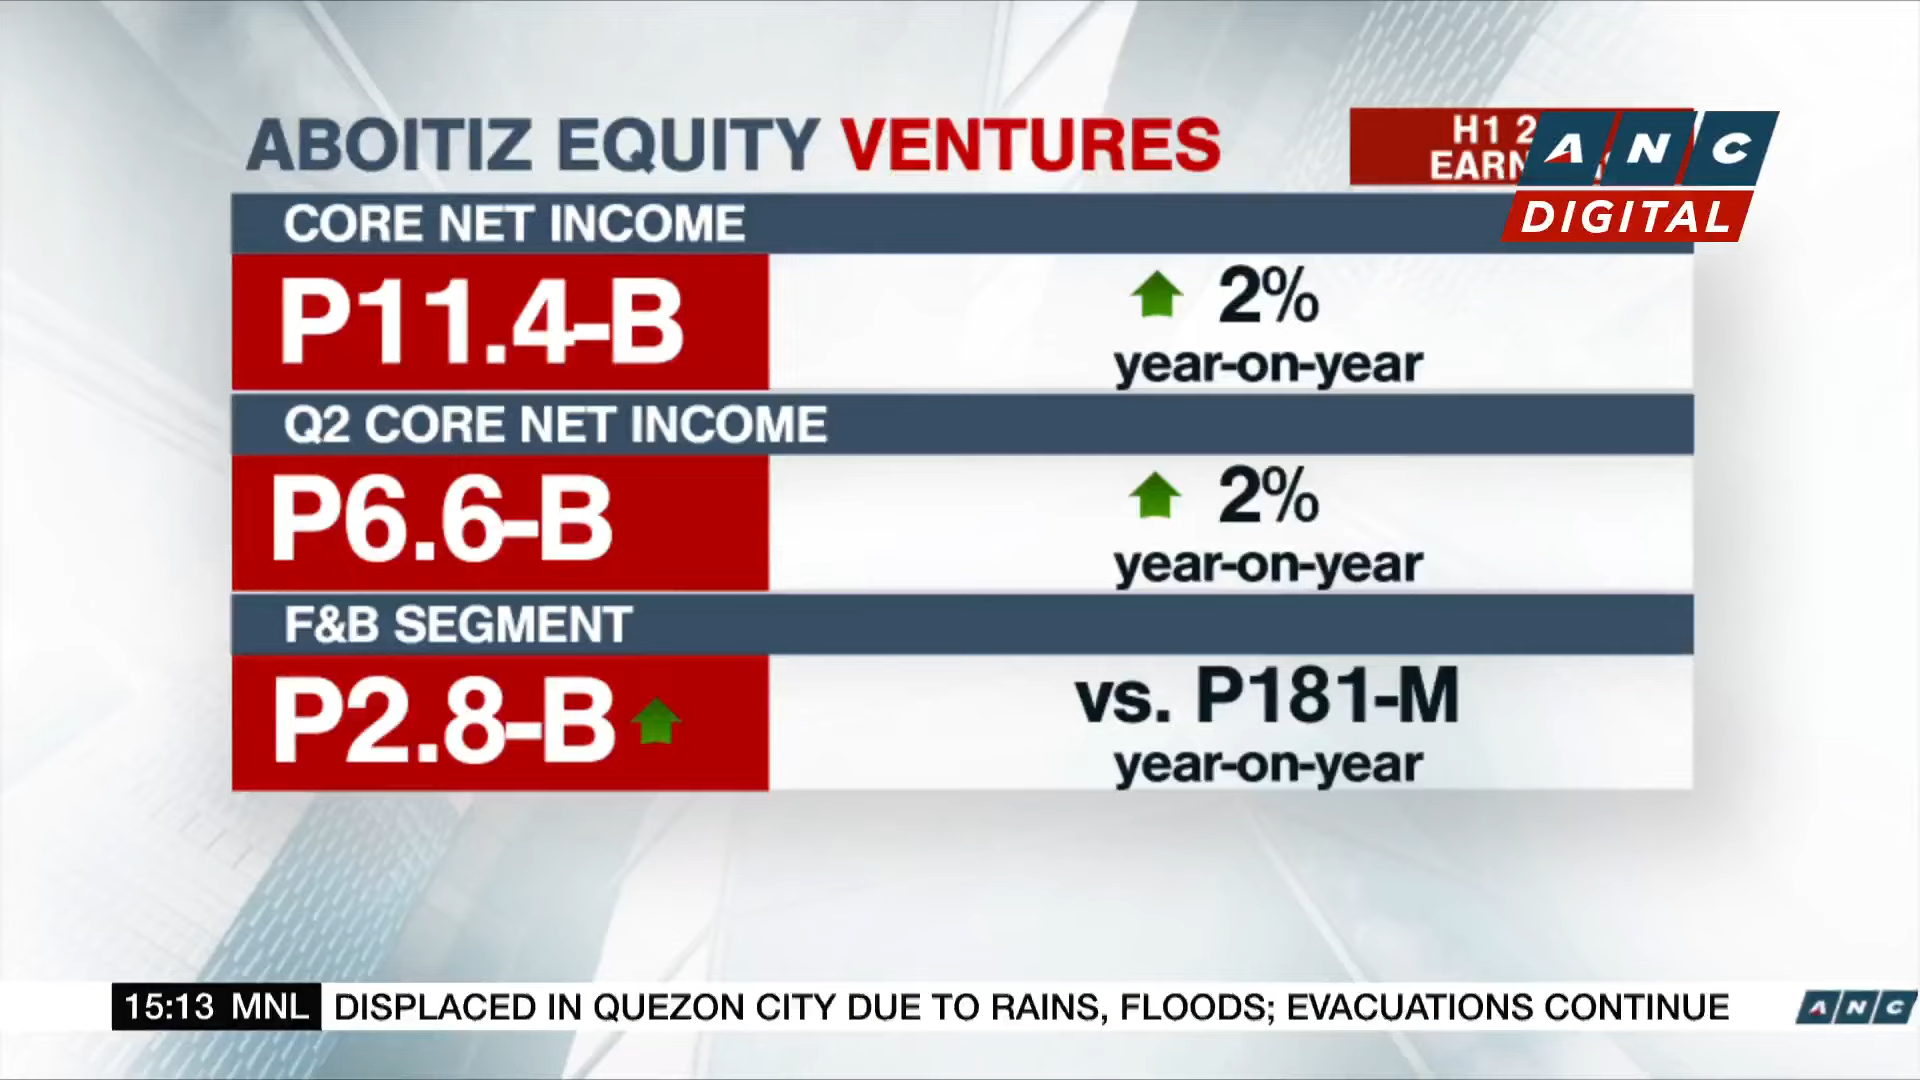 ABOITIZ EQUITY VENTURES
H1 2
EARN
ANC
DIGITAL
CORE NET INCOME
P11.4-B
2%
year-on-year
Q2 CORE NET INCOME
P6.6-B
2%
year-on-year
F&B SEGMENT
P2.8-B
vs. P181-M
year-on-year
15:13 MNL DISPLACED IN QUEZON CITY DUE TO RAINS, FLOODS; EVACUATIONS CONTINUE ANC